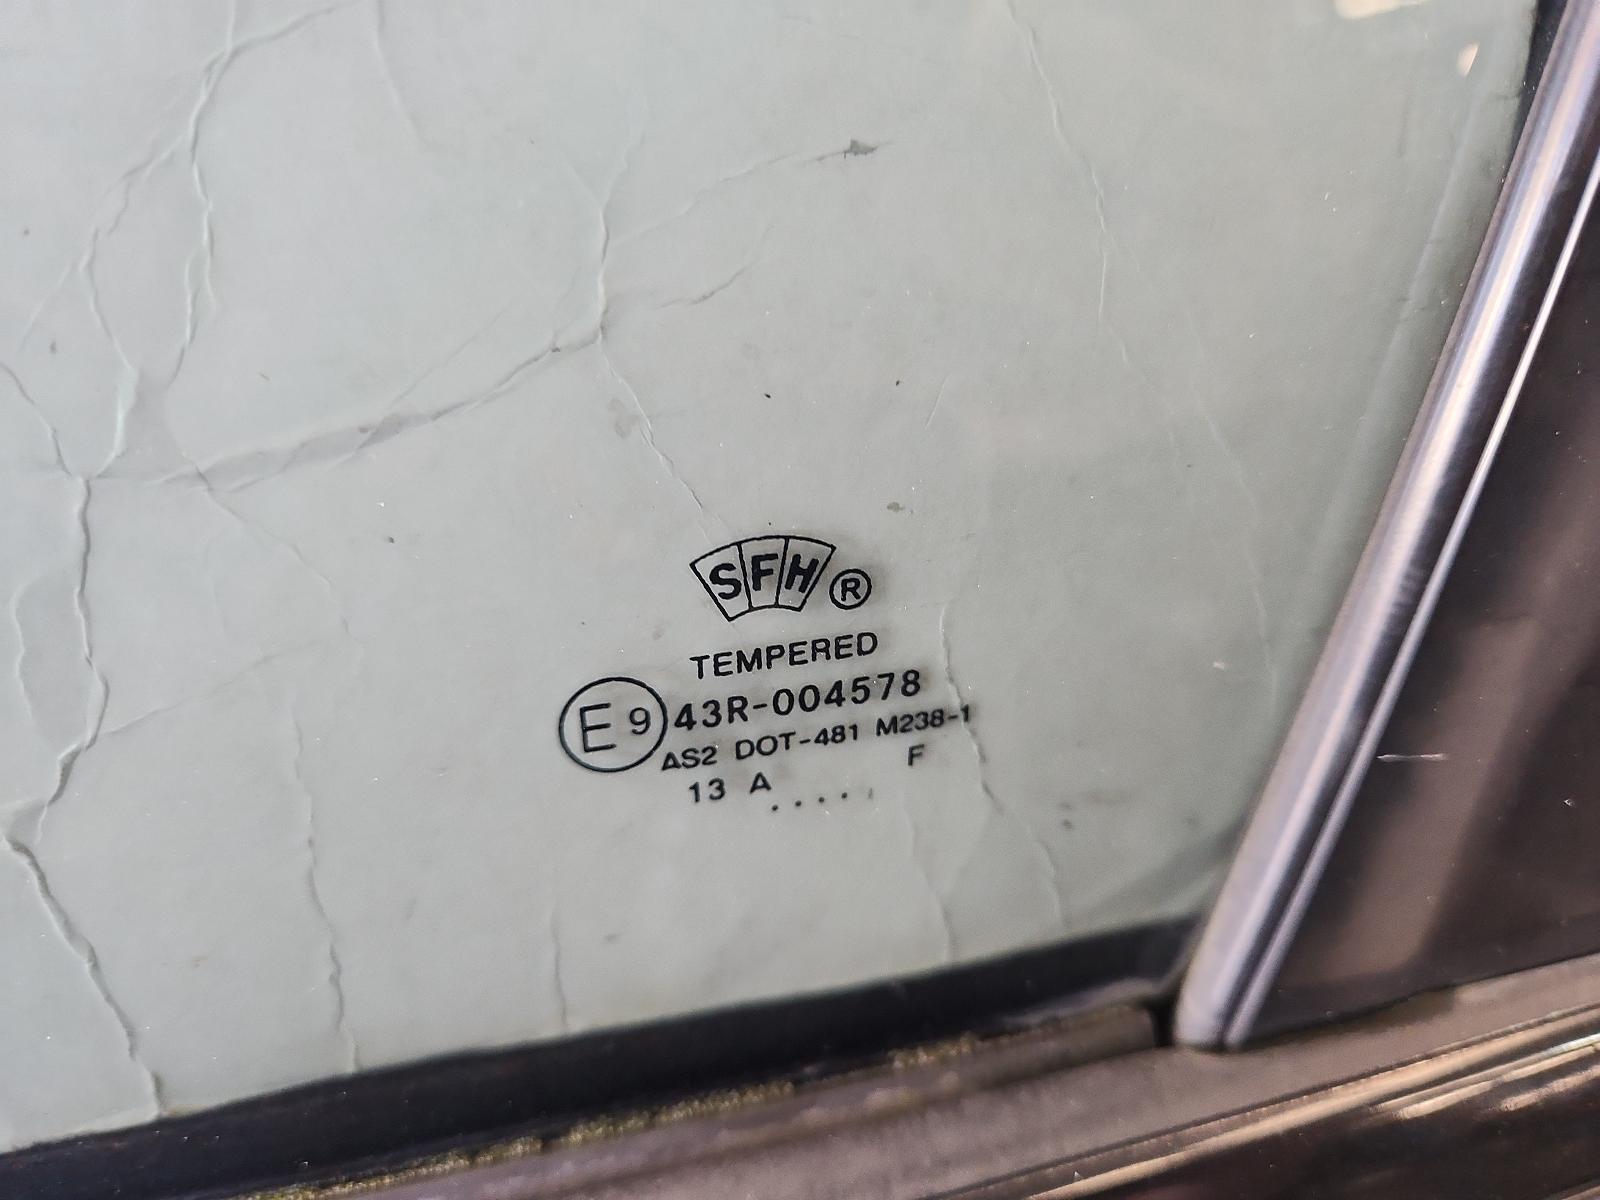 SFH ®
TEMPERED
E 9 43R-004578
AS2 DOT-481 M238-1
13 A ..... F